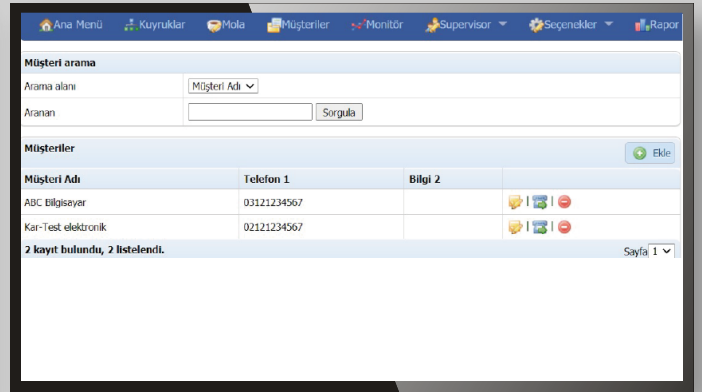 Ana Menü Kuyruklar Mola Müşteriler Monitör Supervisor Seçenekler Rapor
Müşteri arama
Arama alanı Müşteri Adı
Aranan Sorgula
Müşteriler Ekle
Müşteri Adı Telefon 1 Bilgi 2
ABC Bilgisayar 03121234567
Kar-Test elektronik 02121234567
2 kayıt bulundu, 2 listelendi. Sayfa 1